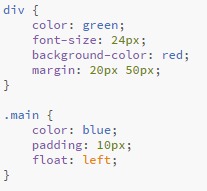 div {
    color: green;
    font-size: 24px;
    background-color: red;
    margin: 20px 50px;
}

.main {
    color: blue;
    padding: 10px;
    float: left;
}